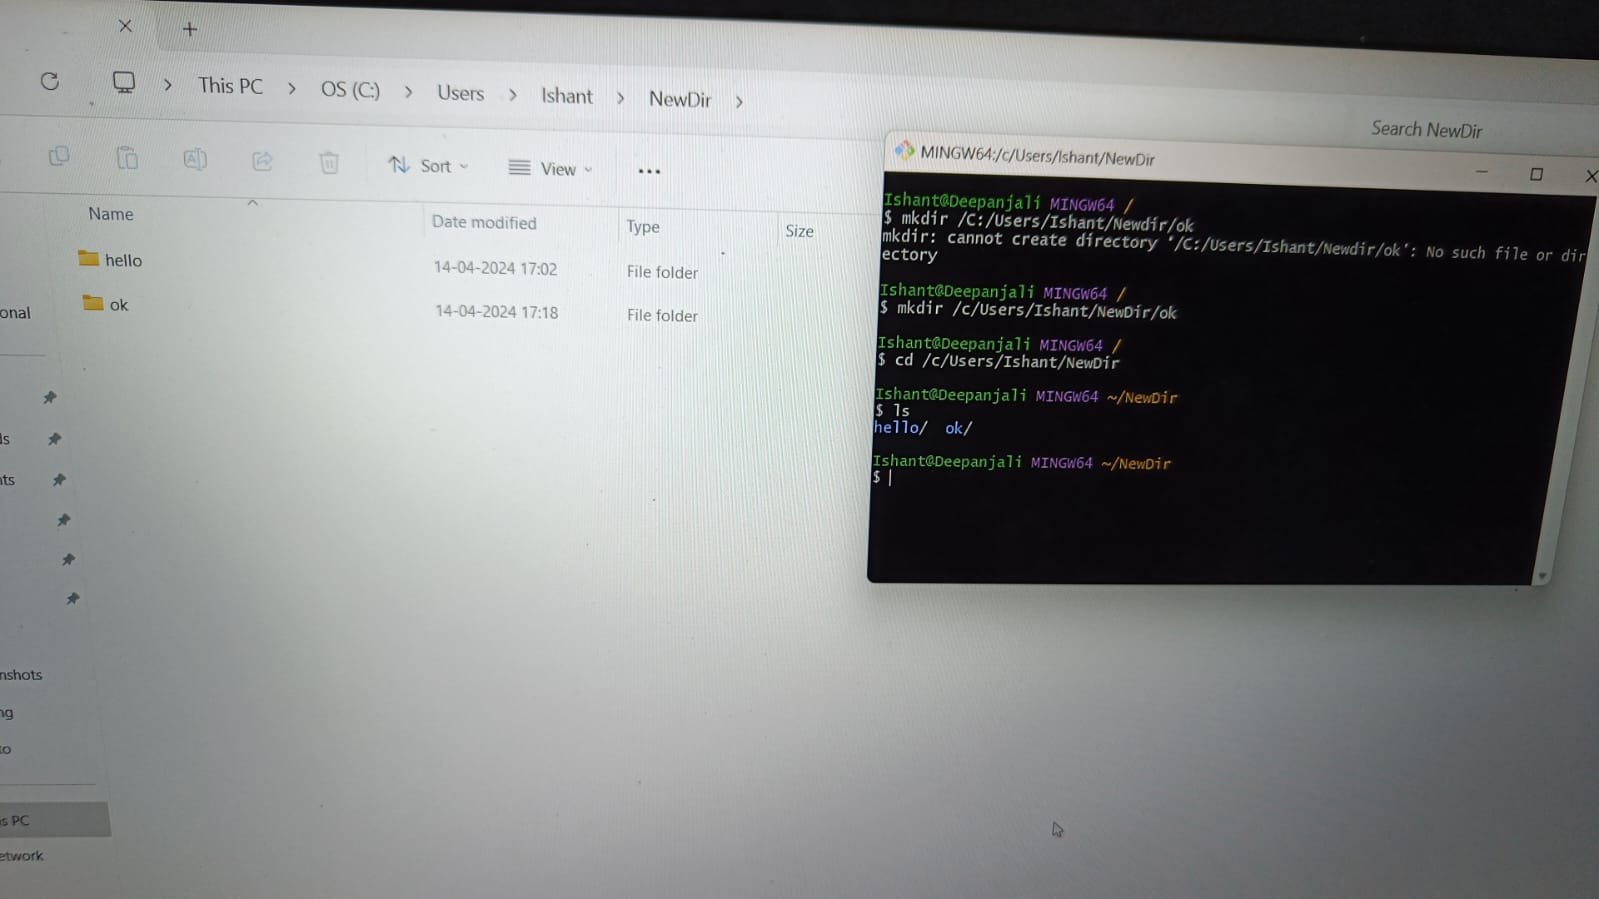 This PC > OS (C:) > Users > Ishant > NewDir >
Search NewDir
Sort
View
Name
Date modified
Type
Size
hello
14-04-2024 17:02
File folder
ok
14-04-2024 17:18
File folder
onal
ds
nts
nshots
ng
to
s PC
etwork
MINGW64:/c/Users/Ishant/NewDir
Ishant@Deepanjali MINGW64 /
$ mkdir /C:/Users/Ishant/Newdir/ok
mkdir: cannot create directory ‘/C:/Users/Ishant/Newdir/ok’: No such file or dir
ectory
Ishant@Deepanjali MINGW64 /
$ mkdir /c/Users/Ishant/NewDir/ok
Ishant@Deepanjali MINGW64 /
$ cd /c/Users/Ishant/NewDir
Ishant@Deepanjali MINGW64 ~/NewDir
$ ls
hello/  ok/
Ishant@Deepanjali MINGW64 ~/NewDir
$